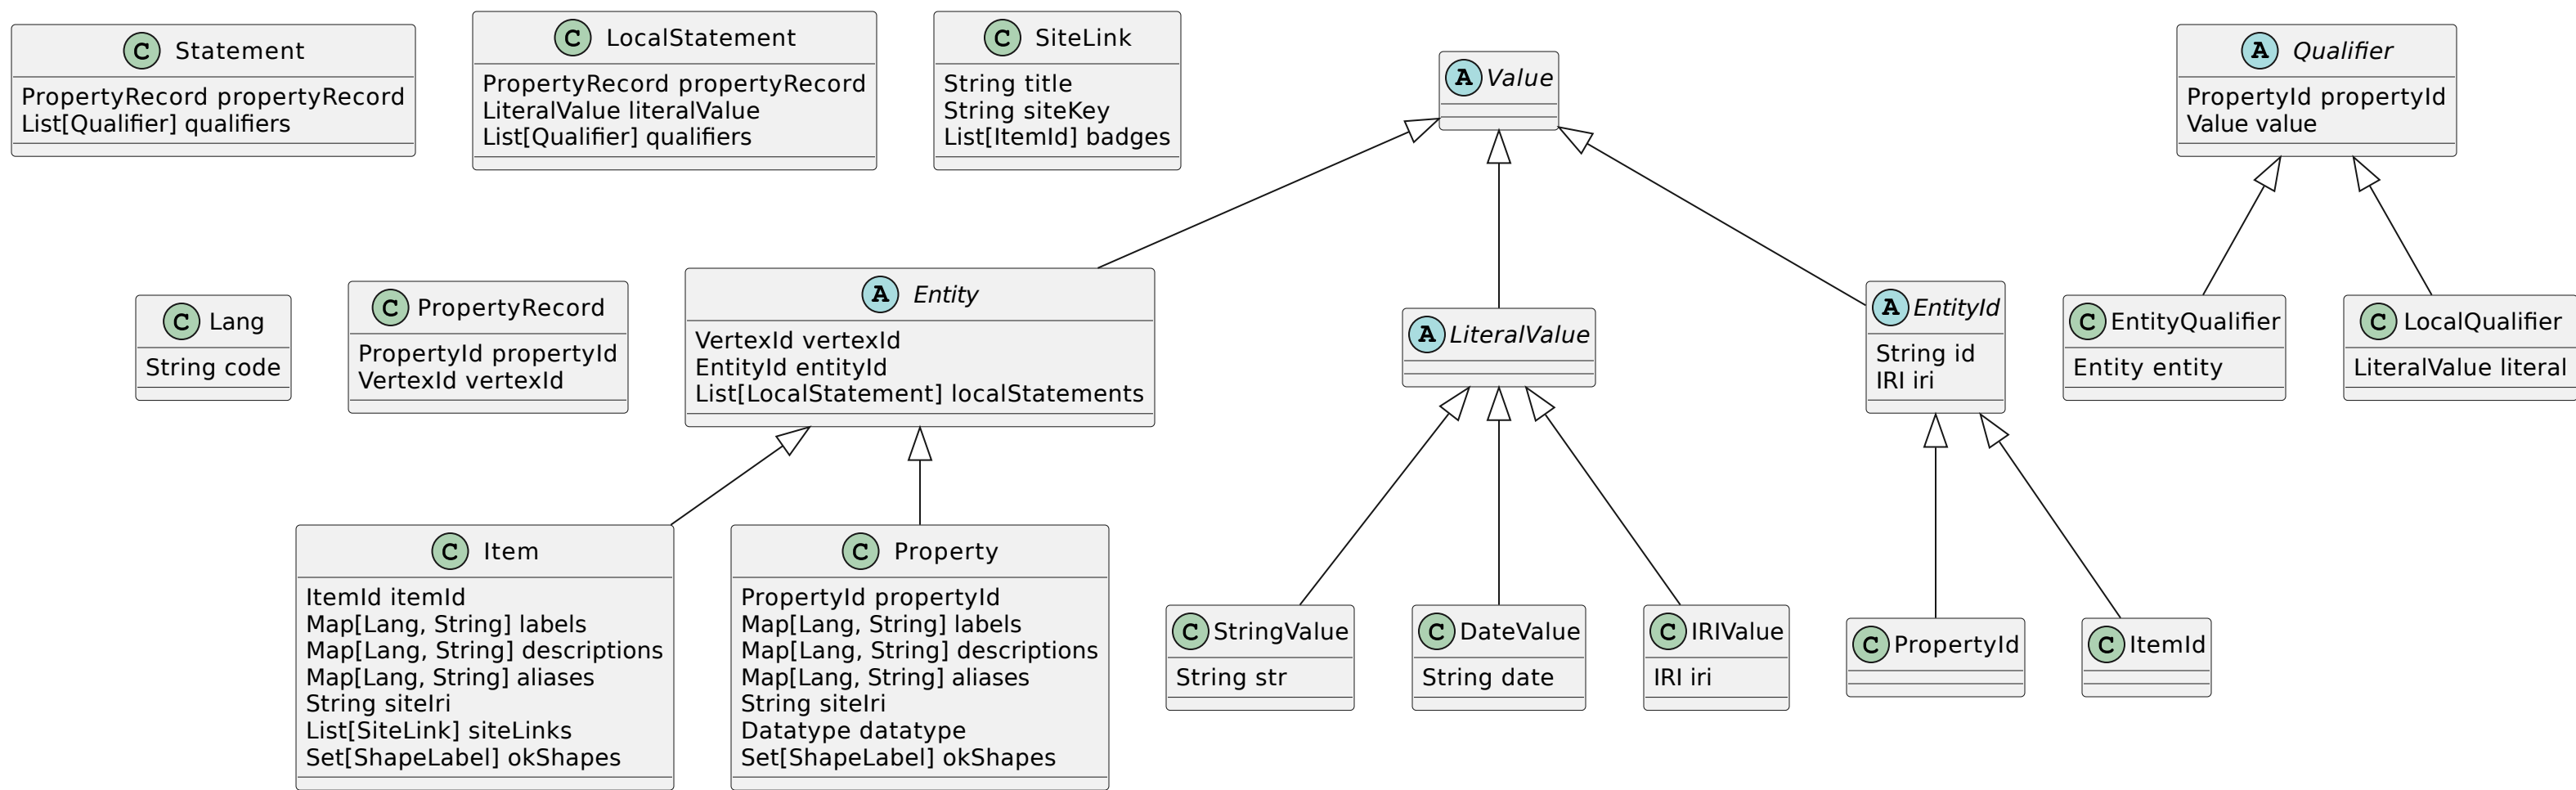 C Statement
PropertyRecord propertyRecord
List[Qualifier] qualifiers
C LocalStatement
PropertyRecord propertyRecord
LiteralValue literalValue
List[Qualifier] qualifiers
C SiteLink
String title
String siteKey
List[ItemId] badges
A Value
A Qualifier
PropertyId propertyId
Value value
C Lang
String code
C PropertyRecord
PropertyId propertyId
VertexId vertexId
A Entity
VertexId vertexId
EntityId entityId
List[LocalStatement] localStatements
A LiteralValue
A EntityId
String id
IRI iri
C EntityQualifier
Entity entity
C LocalQualifier
LiteralValue literal
C Item
ItemId itemId
Map[Lang, String] labels
Map[Lang, String] descriptions
Map[Lang, String] aliases
String siteIri
List[SiteLink] siteLinks
Set[ShapeLabel] okShapes
C Property
PropertyId propertyId
Map[Lang, String] labels
Map[Lang, String] descriptions
Map[Lang, String] aliases
String siteIri
Datatype datatype
Set[ShapeLabel] okShapes
C StringValue
String str
C DateValue
String date
C IRIValue
IRI iri
C PropertyId
C ItemId